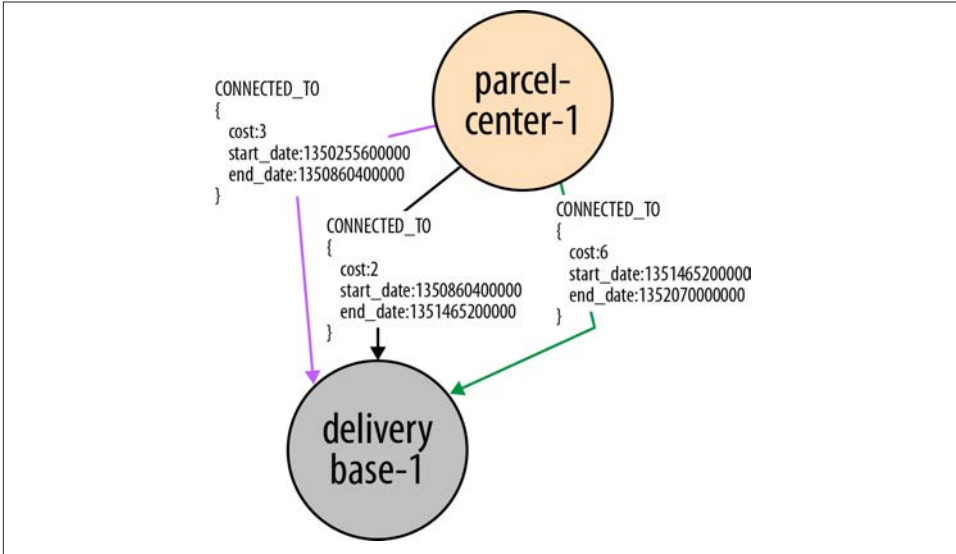 parcel-
center-1
CONNECTED_TO
{
cost:3
start_date:1350255600000
end_date:1350860400000
}
CONNECTED_TO
{
cost:2
start_date:1350860400000
end_date:1351465200000
}
CONNECTED_TO
{
cost:6
start_date:1351465200000
end_date:1352070000000
}
delivery
base-1